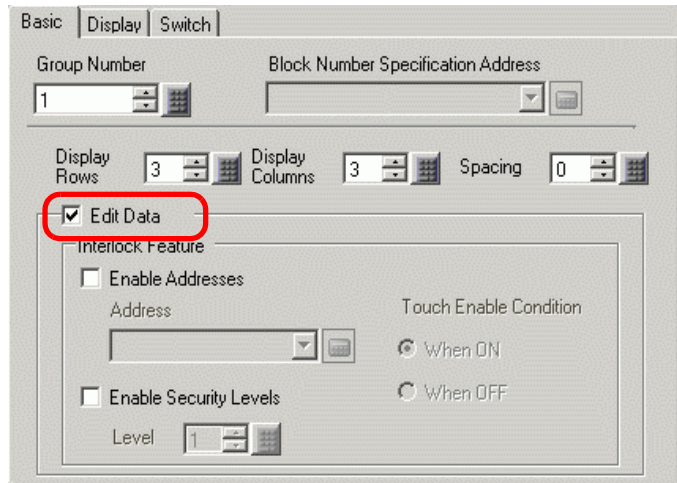 Basic Display Switch
Group Number Block Number Specification Address
1
Display Rows 3 Display Columns 3 Spacing 0
Edit Data
Interlock Feature
Enable Addresses
Address Touch Enable Condition
When ON
Enable Security Levels When OFF
Level 1